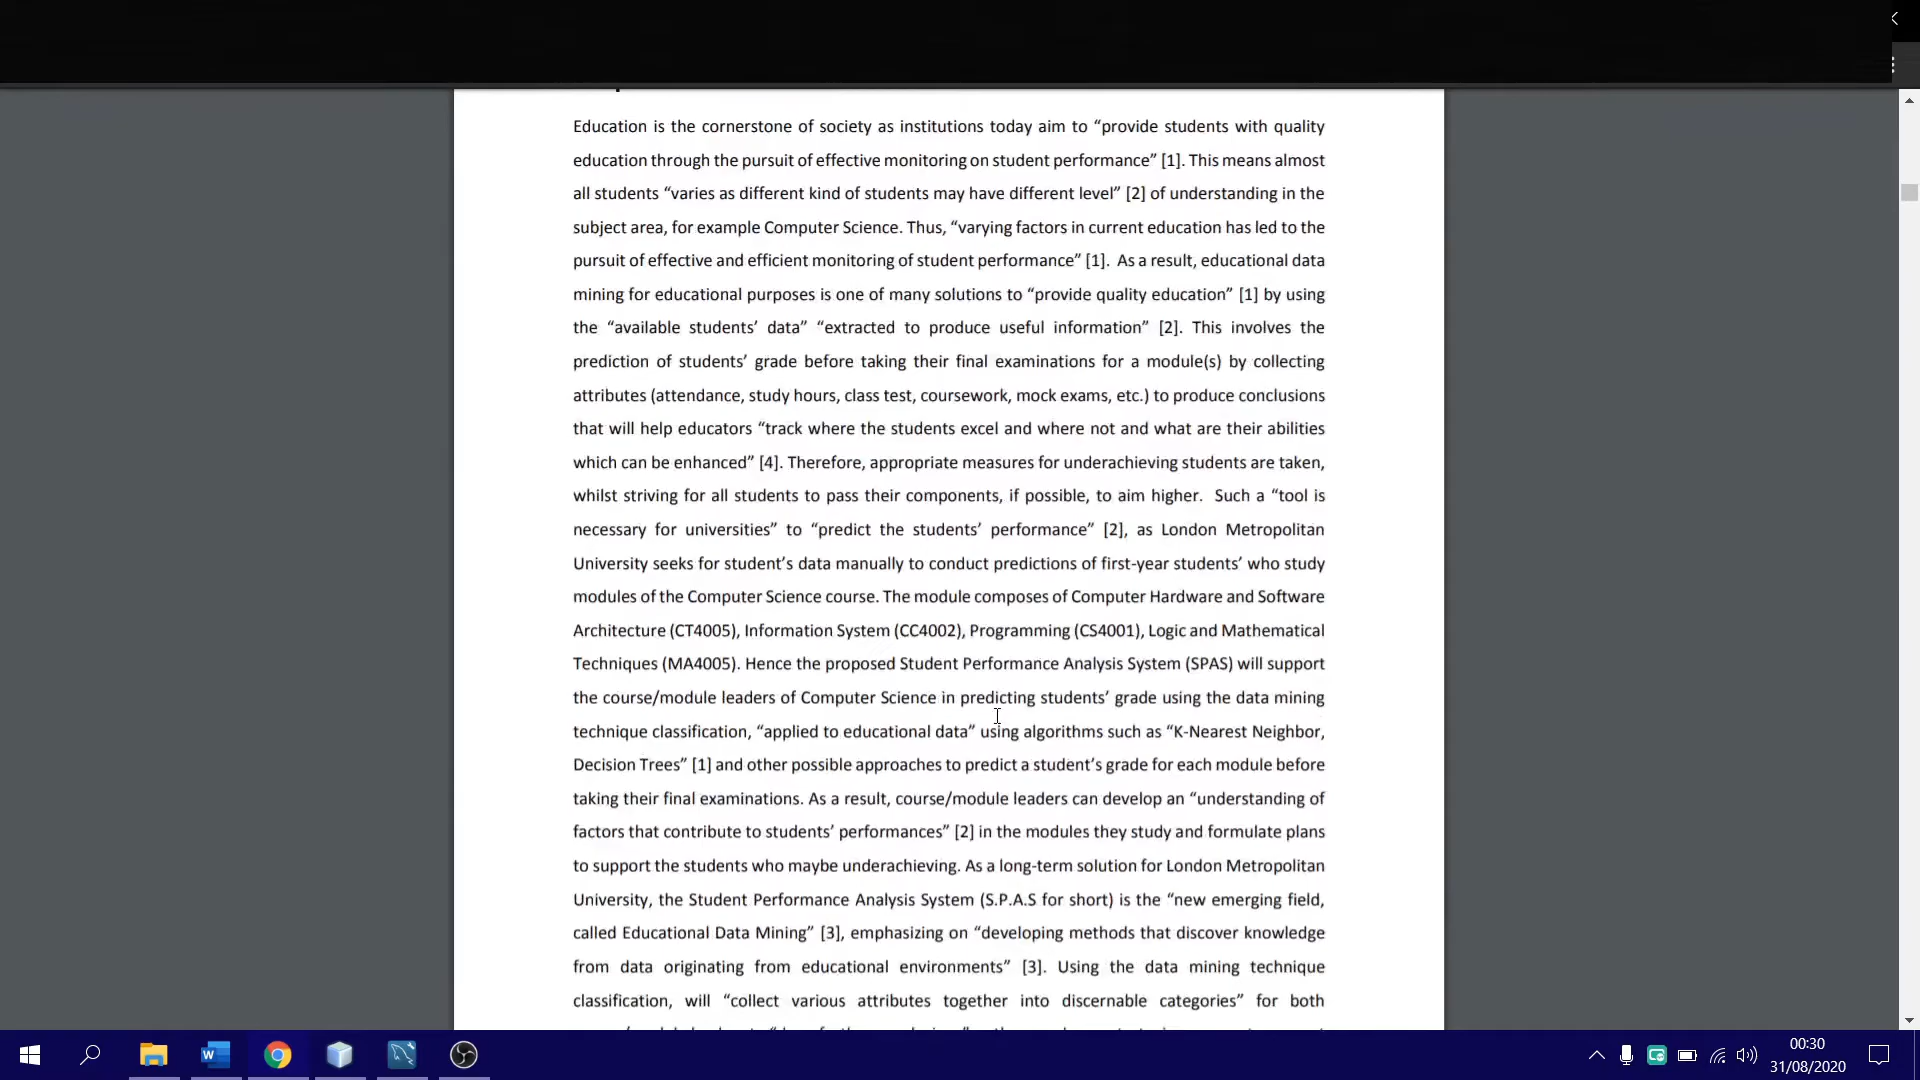 Education is the cornerstone of society as institutions today aim to “provide students with quality
education through the pursuit of effective monitoring on student performance” [1]. This means almost
all students “varies as different kind of students may have different level” [2] of understanding in the
subject area, for example Computer Science. Thus, “varying factors in current education has led to the
pursuit of effective and efficient monitoring of student performance” [1].  As a result, educational data
mining for educational purposes is one of many solutions to “provide quality education” [1] by using
the “available students’ data” “extracted to produce useful information” [2]. This involves the
prediction of students’ grade before taking their final examinations for a module(s) by collecting
attributes (attendance, study hours, class test, coursework, mock exams, etc.) to produce conclusions
that will help educators “track where the students excel and where not and what are their abilities
which can be enhanced” [4]. Therefore, appropriate measures for underachieving students are taken,
whilst striving for all students to pass their components, if possible, to aim higher.  Such a “tool is
necessary for universities” to “predict the students’ performance” [2], as London Metropolitan
University seeks for student’s data manually to conduct predictions of first-year students’ who study
modules of the Computer Science course. The module composes of Computer Hardware and Software
Architecture (CT4005), Information System (CC4002), Programming (CS4001), Logic and Mathematical
Techniques (MA4005). Hence the proposed Student Performance Analysis System (SPAS) will support
the course/module leaders of Computer Science in predicting students’ grade using the data mining
technique classification, “applied to educational data” using algorithms such as “K-Nearest Neighbor,
Decision Trees” [1] and other possible approaches to predict a student’s grade for each module before
taking their final examinations. As a result, course/module leaders can develop an “understanding of
factors that contribute to students’ performances” [2] in the modules they study and formulate plans
to support the students who maybe underachieving. As a long-term solution for London Metropolitan
University, the Student Performance Analysis System (S.P.A.S for short) is the “new emerging field,
called Educational Data Mining” [3], emphasizing on “developing methods that discover knowledge
from data originating from educational environments” [3]. Using the data mining technique
classification, will “collect various attributes together into discernable categories” for both
00:30
31/08/2020